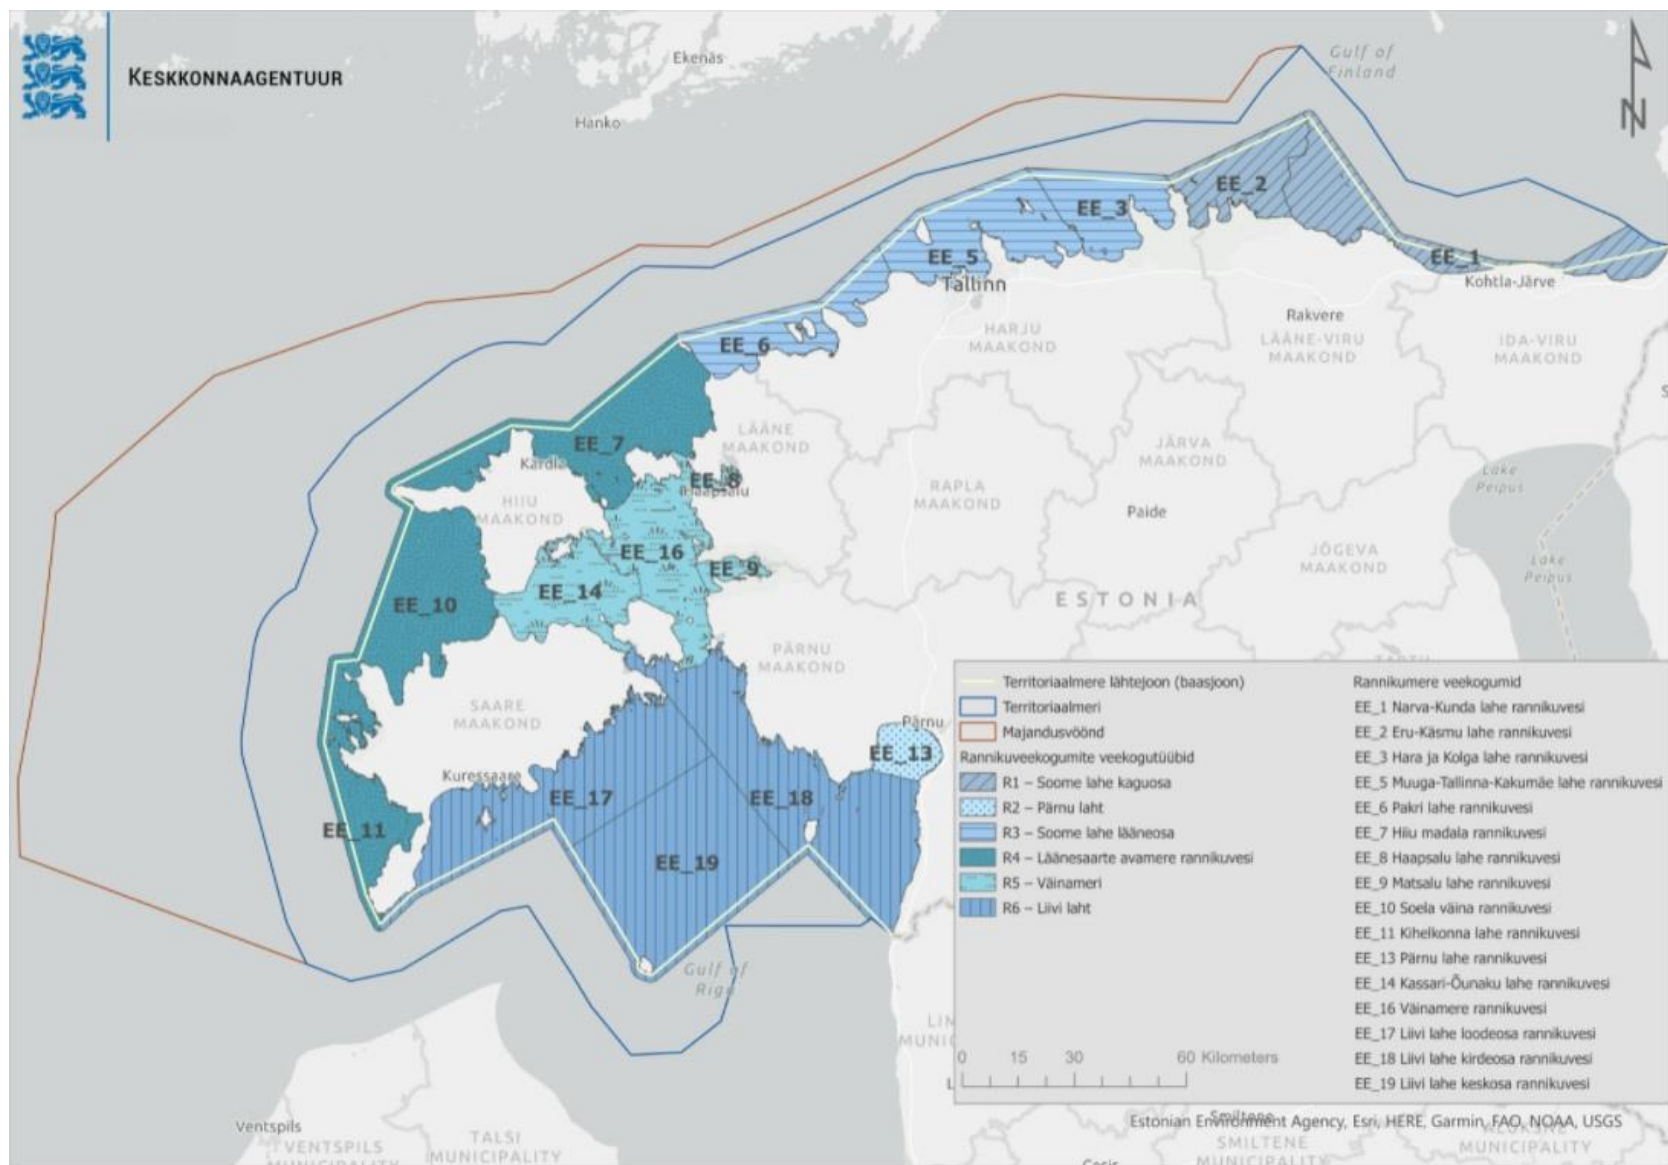 KESKKONNAAGENTUUR
Ekenäs
Hanko
Gulf of
Finland
N
EE_2
EE_3
EE_5
Tallinn
EE_1
Kohtla-Järve
Rakvere
HARJU
MAAKOND
LÄÄNE-VIRU
MAAKOND
IDA-VIRU
MAAKOND
EE_6
EE_7
LÄÄNE
MAAKOND
JÄRVA
MAAKOND
Kärdla
EE_8
Haapsalu
HIIU
MAAKOND
RAPLA
MAAKOND
Lake
Peipus
Paide
EE_16
JÕGEVA
MAAKOND
EE_9
Lake
Peipus
EE_14
EE_10
ESTONIA
PÄRNU
MAAKOND
SAARE
MAAKOND
Pärnu
EE_13
Kuressaare
EE_17
EE_18
EE_11
EE_19
Gulf of
Riga
Ventspils
VENTSPILS
MUNICIPALITY
TALSI
MUNICIPALITY
Territoriaalmere lähtejoon (baasjoon)
Territoriaalmeri
Majandusvöönd
Rannikuveekogumite veekogutüübid
R1 – Soome lahe kaguosa
R2 – Pärnu laht
R3 – Soome lahe lääneosa
R4 – Läänesaarte avamere rannikuvesi
R5 – Väinameri
R6 – Liivi laht
Rannikumere veekogumid
EE_1 Narva-Kunda lahe rannikuvesi
EE_2 Eru-Käsmu lahe rannikuvesi
EE_3 Hara ja Kolga lahe rannikuvesi
EE_5 Muuga-Tallinna-Kakumäe lahe rannikuvesi
EE_6 Pakri lahe rannikuvesi
EE_7 Hiiu madala rannikuvesi
EE_8 Haapsalu lahe rannikuvesi
EE_9 Matsalu lahe rannikuvesi
EE_10 Soela väina rannikuvesi
EE_11 Kihelkonna lahe rannikuvesi
EE_13 Pärnu lahe rannikuvesi
EE_14 Kassari-Õunaku lahe rannikuvesi
EE_16 Väinamere rannikuvesi
EE_17 Liivi lahe loodeosa rannikuvesi
EE_18 Liivi lahe kirdeosa rannikuvesi
EE_19 Liivi lahe keskosa rannikuvesi
0 15 30 60 Kilometers
Smiltene
Estonian Environment Agency, Esri, HERE, Garmin, FAO, NOAA, USGS
SMILTENE
MUNICIPALITY
MUNICIPALITY